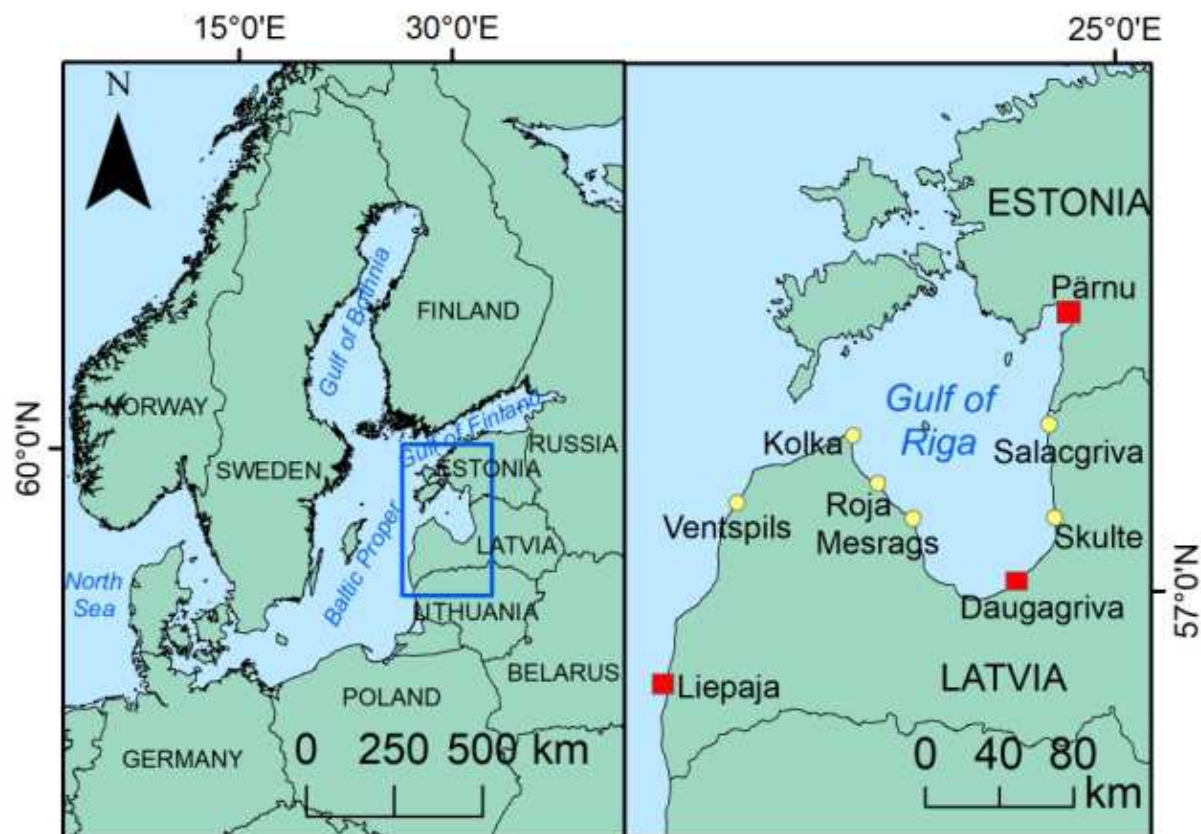 15°0'E
30°0'E
N
60°0'N
Gulf of Bothnia
FINLAND
NORWAY
SWEDEN
Gulf of Finland
RUSSIA
ESTONIA
Baltic Proper
LATVIA
North
Sea
LITHUANIA
BELARUS
POLAND
GERMANY
0 250 500 km
25°0'E
57°0'N
ESTONIA
Pärnu
Gulf of
Riga
Kolka
Salacgriva
Ventspils
Roja
Mesrags
Skulte
Daugagriva
Liepaja
LATVIA
0 40 80
km